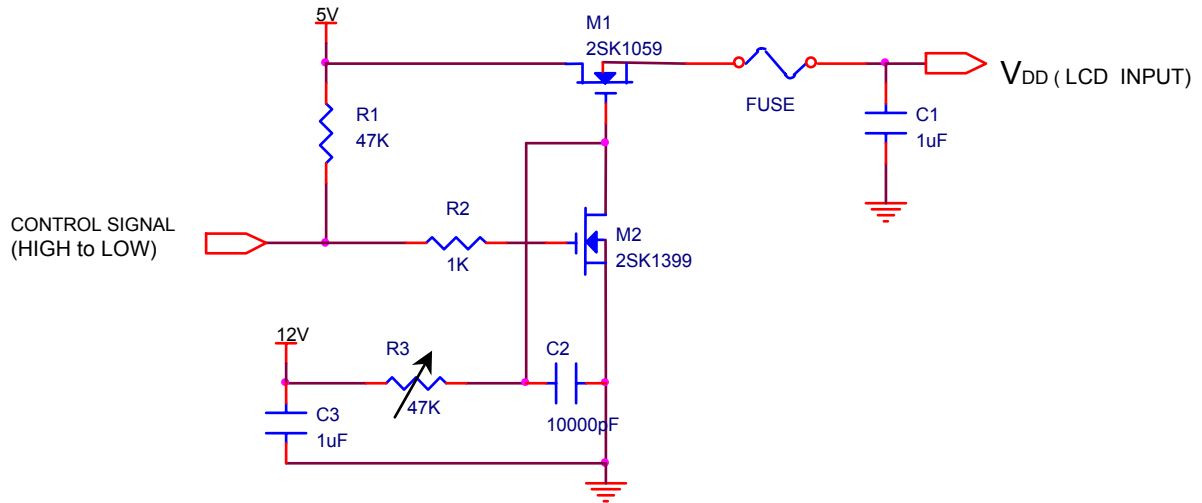 5V
M1
2SK1059
VDD ( LCD INPUT)
FUSE
R1
47K
C1
1uF
CONTROL SIGNAL
(HIGH to LOW)
R2
1K
M2
2SK1399
12V
R3
47K
C2
10000pF
C3
1uF